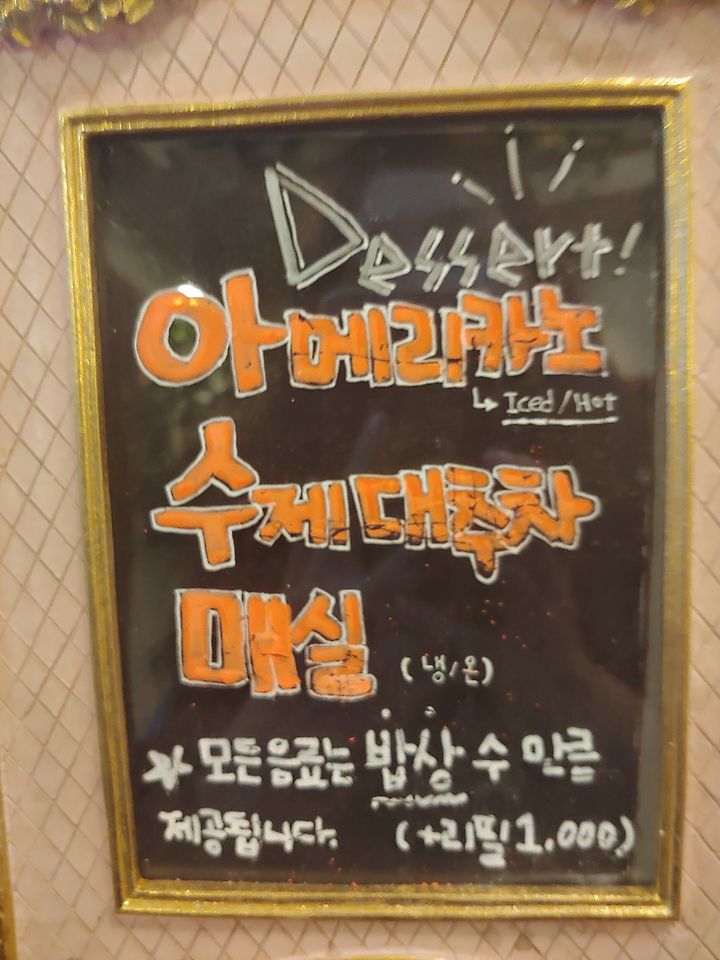 Dessert!
아메리카노
↳ Iced/Hot
수제 대추차
매실 (냉/온)
★ 모든 음료는 밥상 수 만큼
제공됩니다. (+리필 1.000)